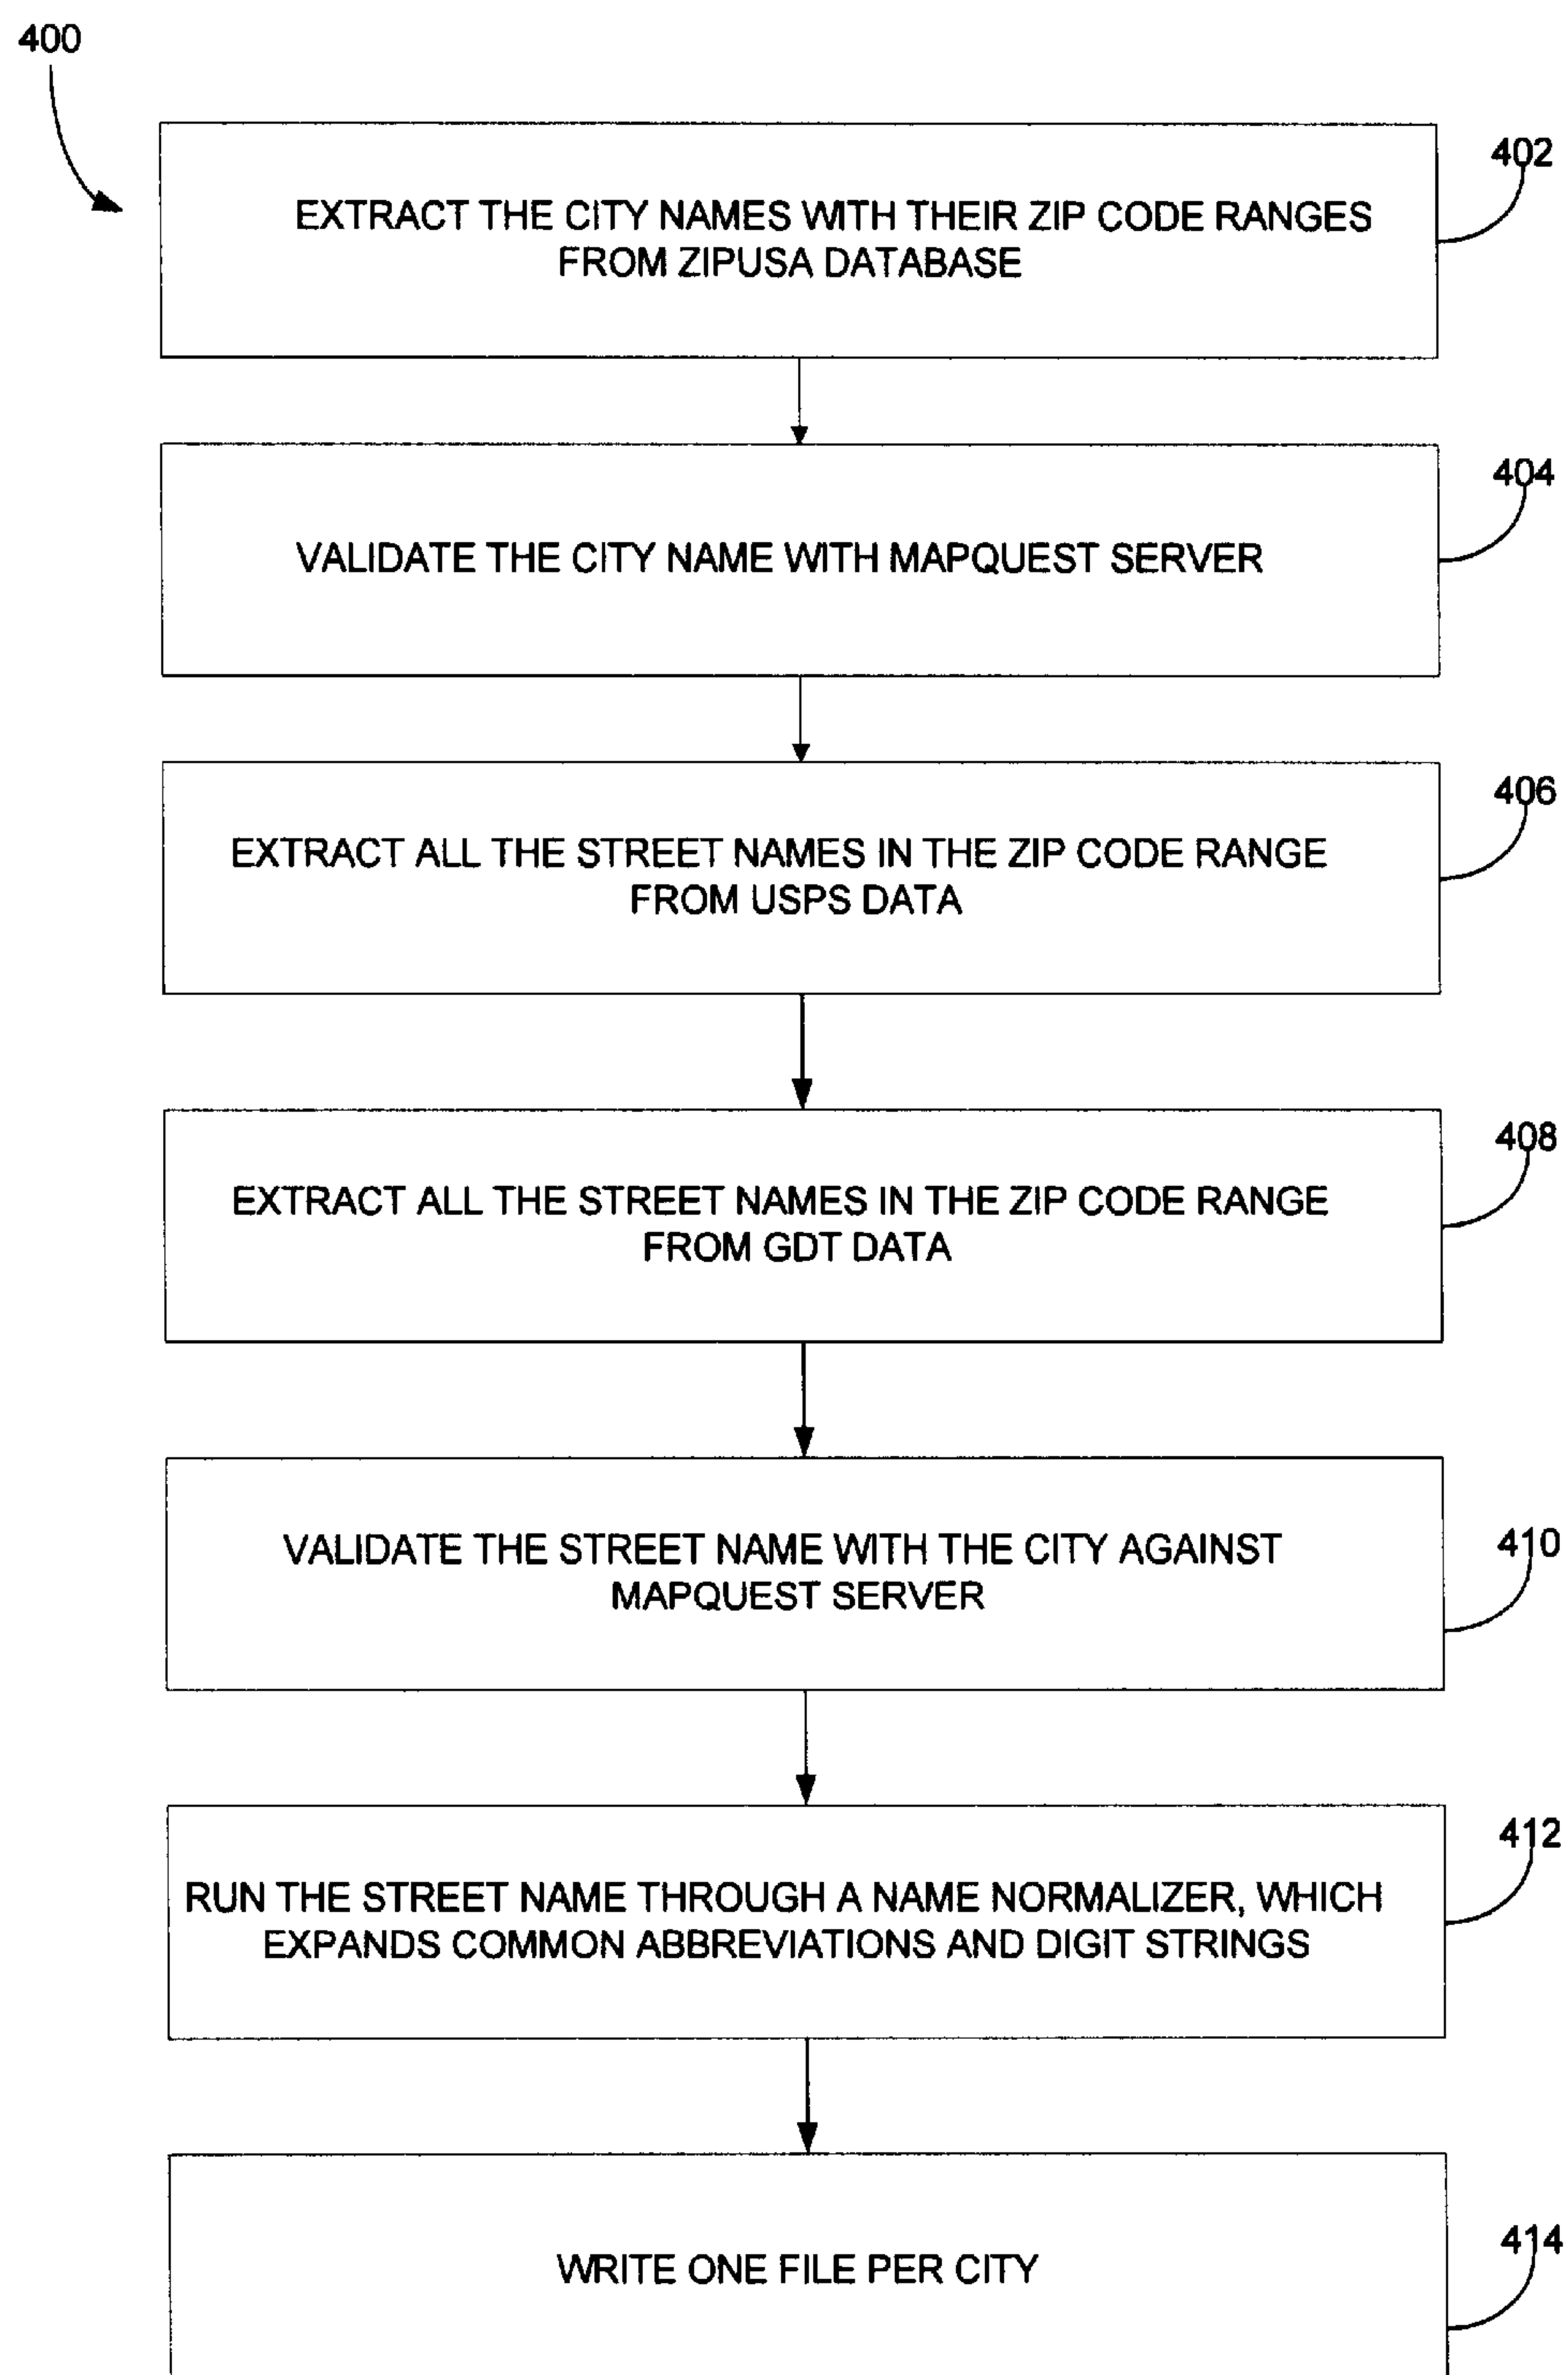 400
402
EXTRACT THE CITY NAMES WITH THEIR ZIP CODE RANGES
FROM ZIPUSA DATABASE
404
VALIDATE THE CITY NAME WITH MAPQUEST SERVER
406
EXTRACT ALL THE STREET NAMES IN THE ZIP CODE RANGE
FROM USPS DATA
408
EXTRACT ALL THE STREET NAMES IN THE ZIP CODE RANGE
FROM GDT DATA
410
VALIDATE THE STREET NAME WITH THE CITY AGAINST
MAPQUEST SERVER
412
RUN THE STREET NAME THROUGH A NAME NORMALIZER, WHICH
EXPANDS COMMON ABBREVIATIONS AND DIGIT STRINGS
414
WRITE ONE FILE PER CITY